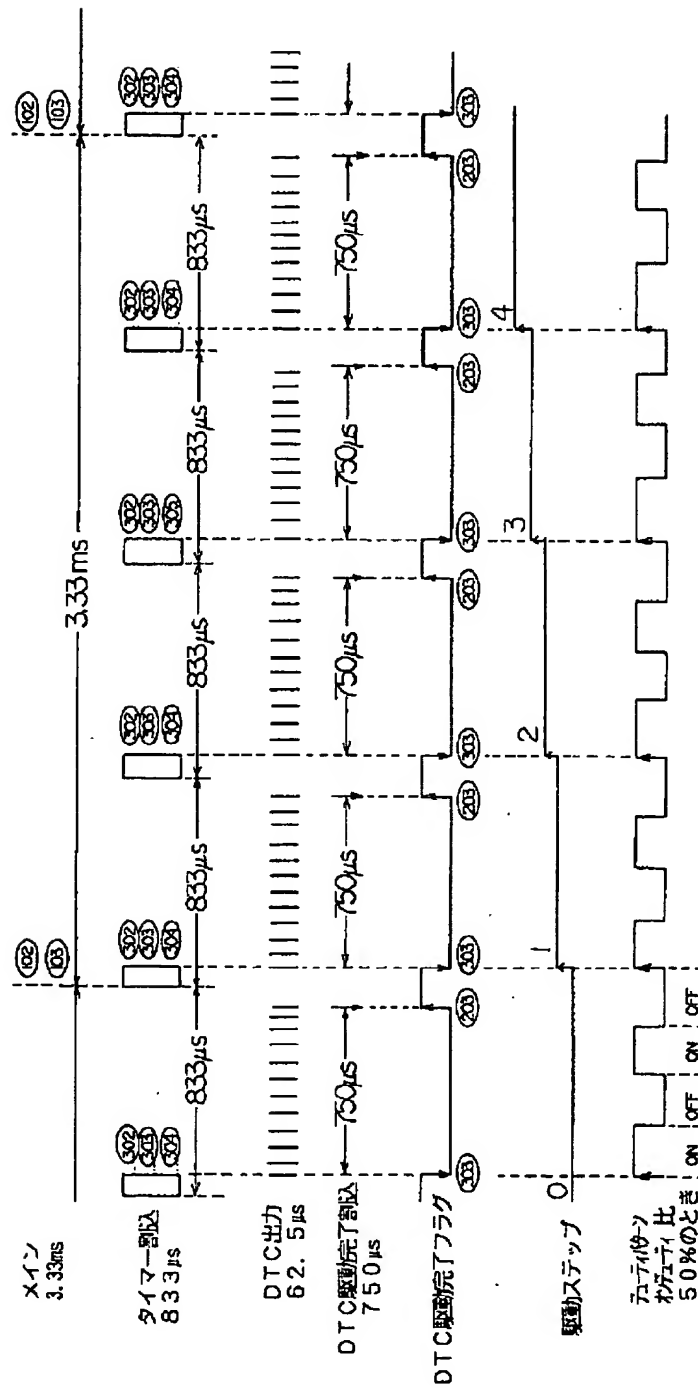 メイン
3.33ms
102 102
103 103
3.33ms
タイマー割込
833μs
302 302 302 302 302 302
303 303 303 303 303 303
304 304 304 305 304 304
833μs 833μs 833μs 833μs 833μs
DTC出力
62.5μs
DTC駆動完了割込
750μs
750μs 750μs 750μs 750μs 750μs
DTC駆動完了フラグ
303 203 303 203 303 203 303 203 303 203 303
駆動ステップ
0 1 2 3 4
デューティパターン
オンデューティ比
50%のとき
ON OFF ON OFF